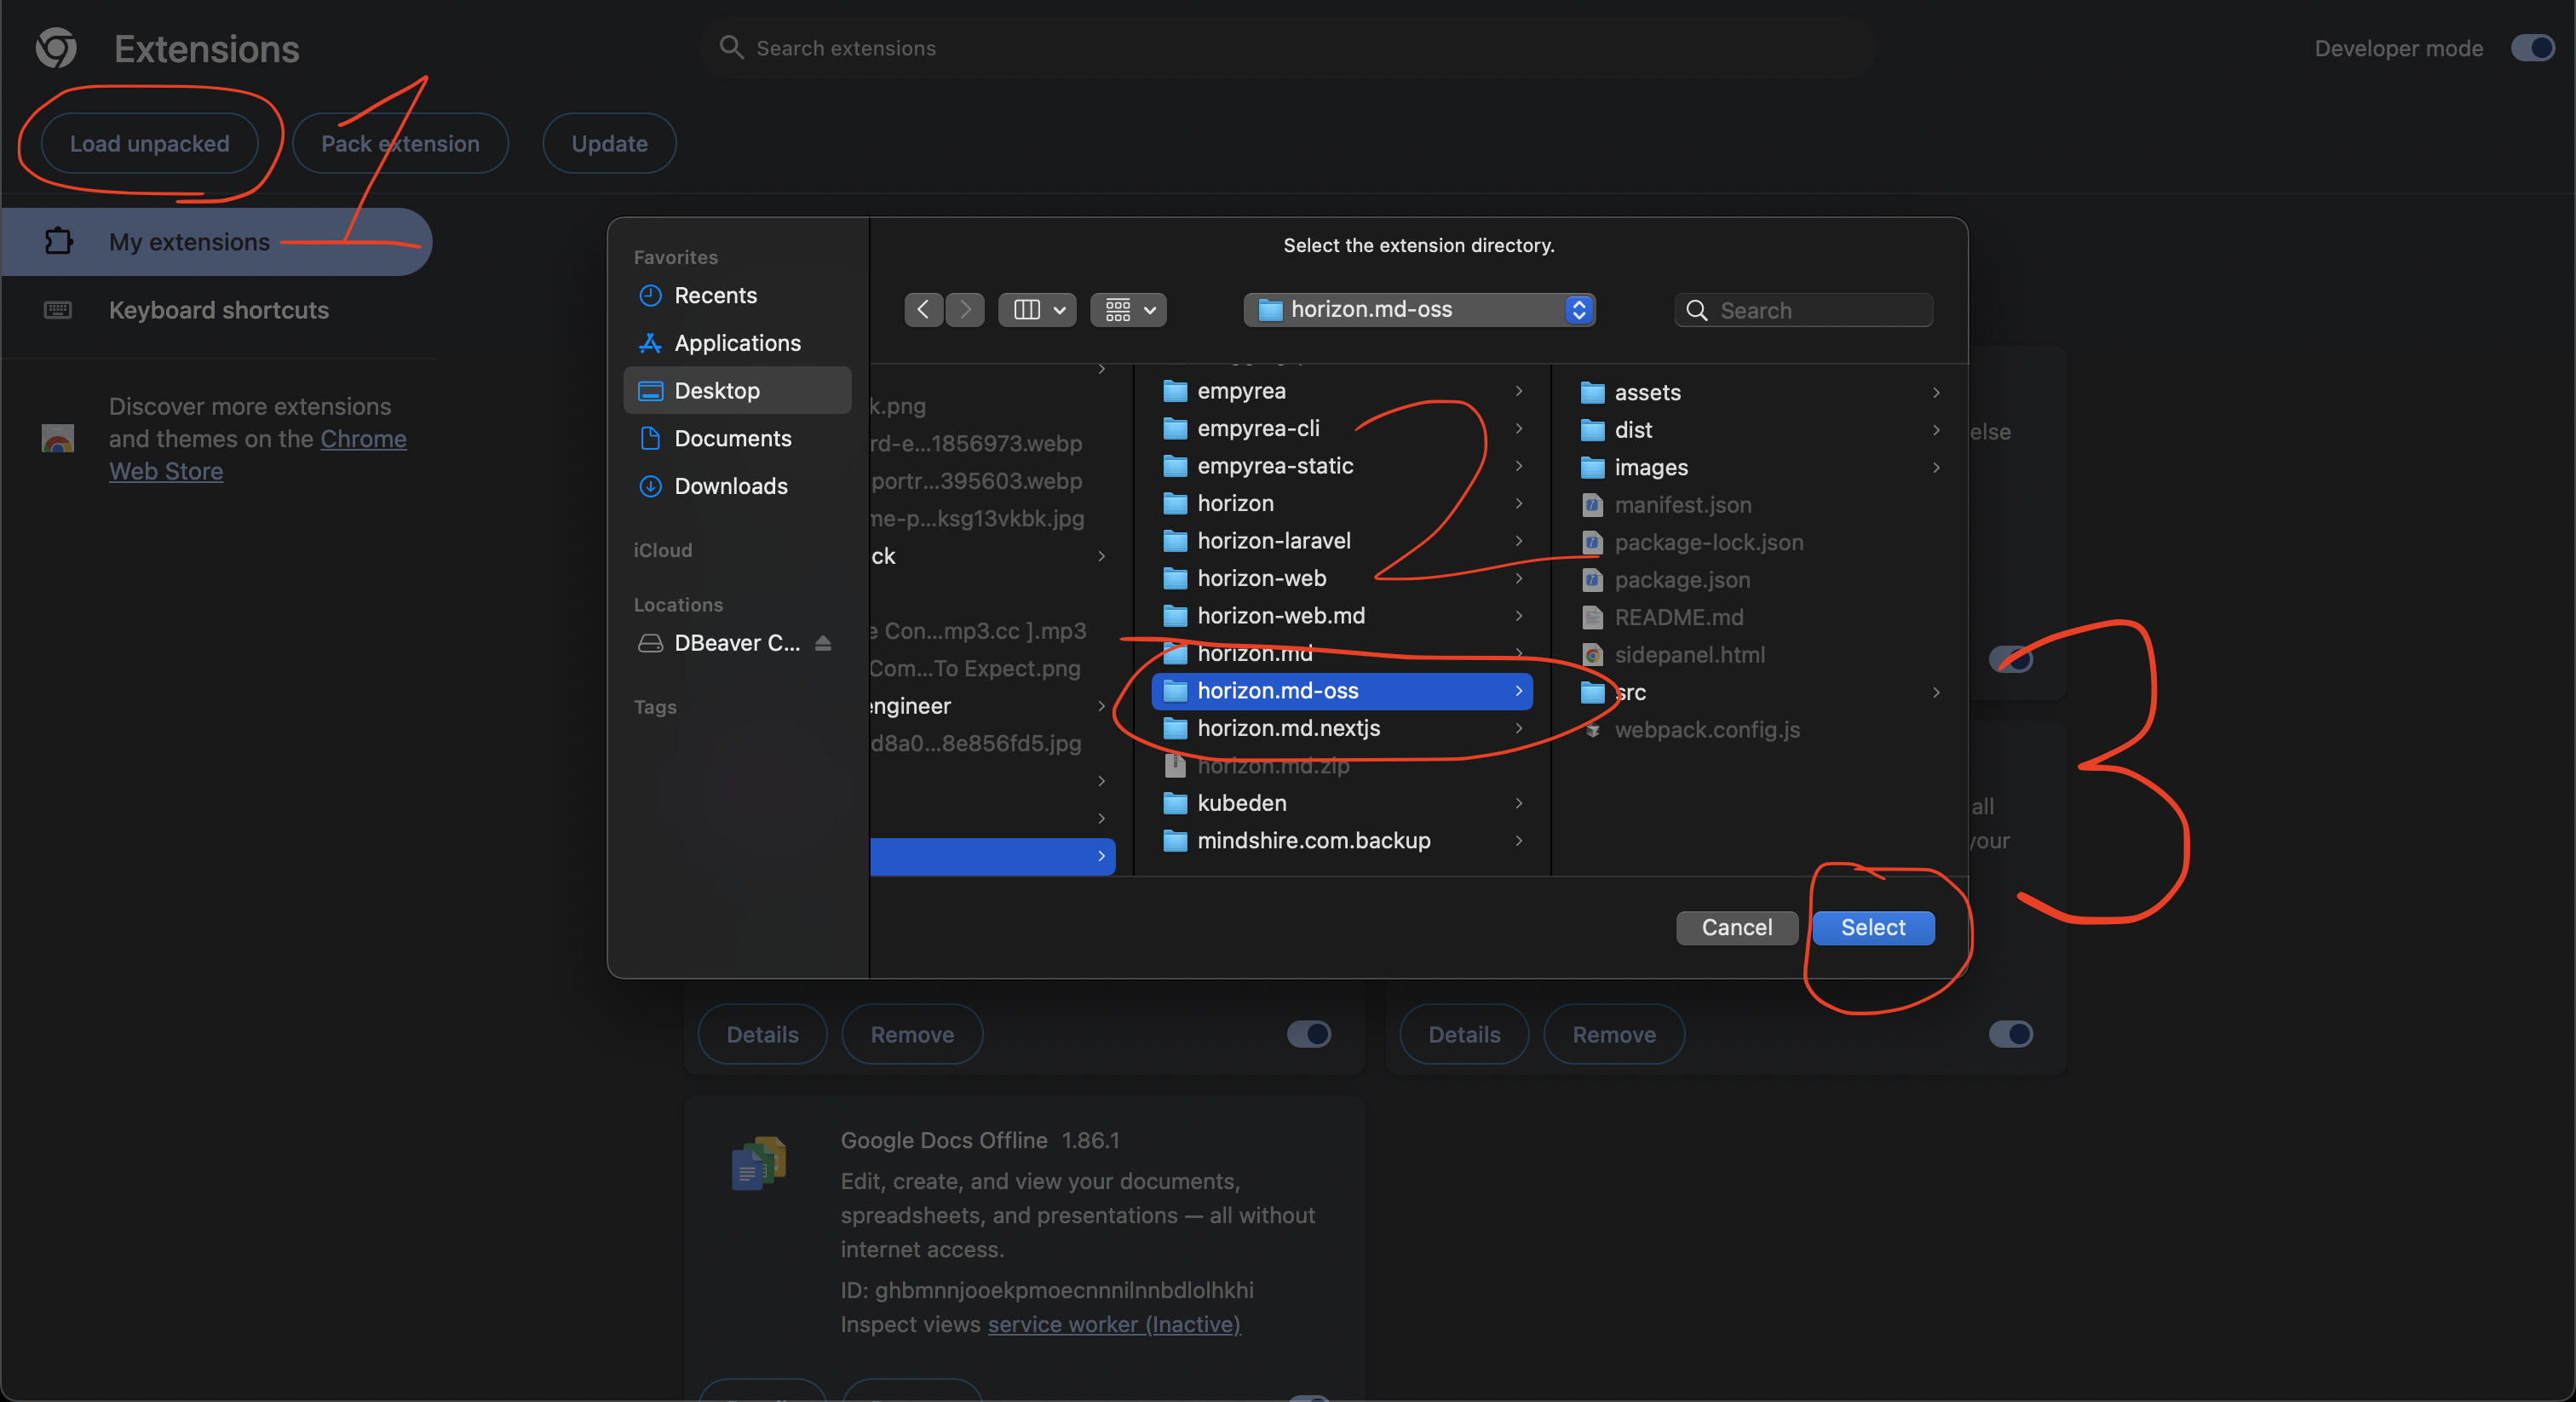 Extensions
Search extensions
Developer mode
Load unpacked
Pack extension
Update
1
My extensions
Keyboard shortcuts
Discover more extensions
and themes on the Chrome
Web Store
Select the extension directory.
Favorites
Recents
Applications
Desktop
Documents
Downloads
iCloud
Locations
DBeaver C...
Tags
horizon.md-oss
Search
k.png
rd-e...1856973.webp
portr...395603.webp
me-p...ksg13vkbk.jpg
ck
e Con...mp3.cc ].mp3
Com...To Expect.png
engineer
d8a0...8e856fd5.jpg
empyrea
empyrea-cli
empyrea-static
horizon
horizon-laravel
horizon-web
horizon-web.md
horizon.md
horizon.md-oss
horizon.md.nextjs
horizon.md.zip
kubeden
mindshire.com.backup
2
assets
dist
images
manifest.json
package-lock.json
package.json
README.md
sidepanel.html
src
webpack.config.js
Cancel
Select
3
else
all
your
Details
Remove
Details
Remove
Google Docs Offline 1.86.1
Edit, create, and view your documents,
spreadsheets, and presentations — all without
internet access.
ID: ghbmnnjooekpmoecnnnilnnbdlolhkhi
Inspect views service worker (Inactive)